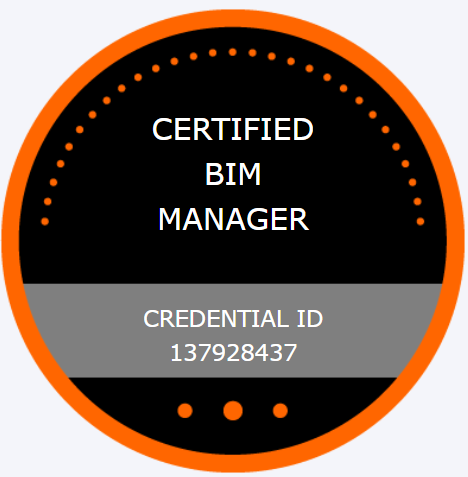 CERTIFIED
BIM
MANAGER
CREDENTIAL ID
137928437